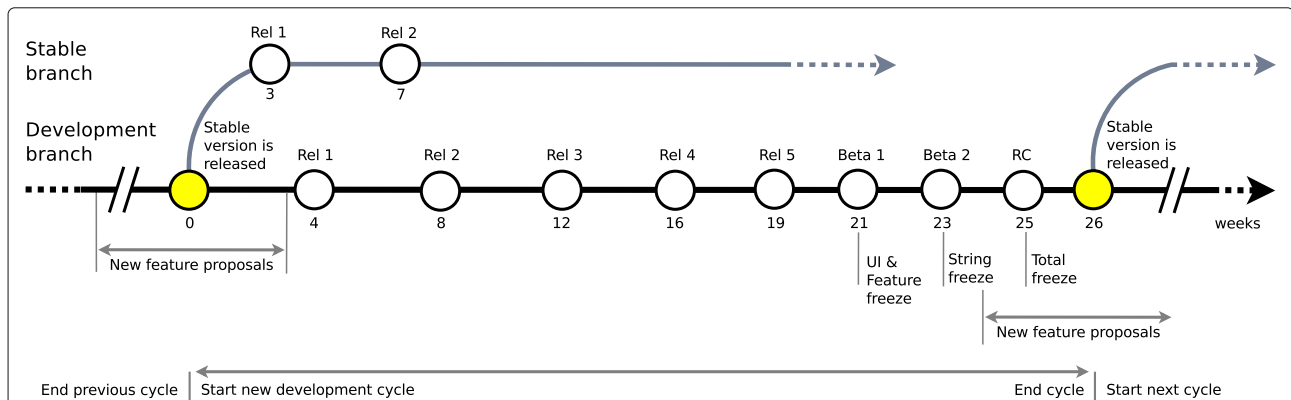 Rel 1
Rel 2
Stable
branch
3
7
Development
branch
Stable
version is
released
Stable
version is
released
Rel 1
Rel 2
Rel 3
Rel 4
Rel 5
Beta 1
Beta 2
RC
0
4
8
12
16
19
21
23
25
26
weeks
New feature proposals
UI &
Feature
freeze
String
freeze
Total
freeze
New feature proposals
End previous cycle
Start new development cycle
End cycle
Start next cycle